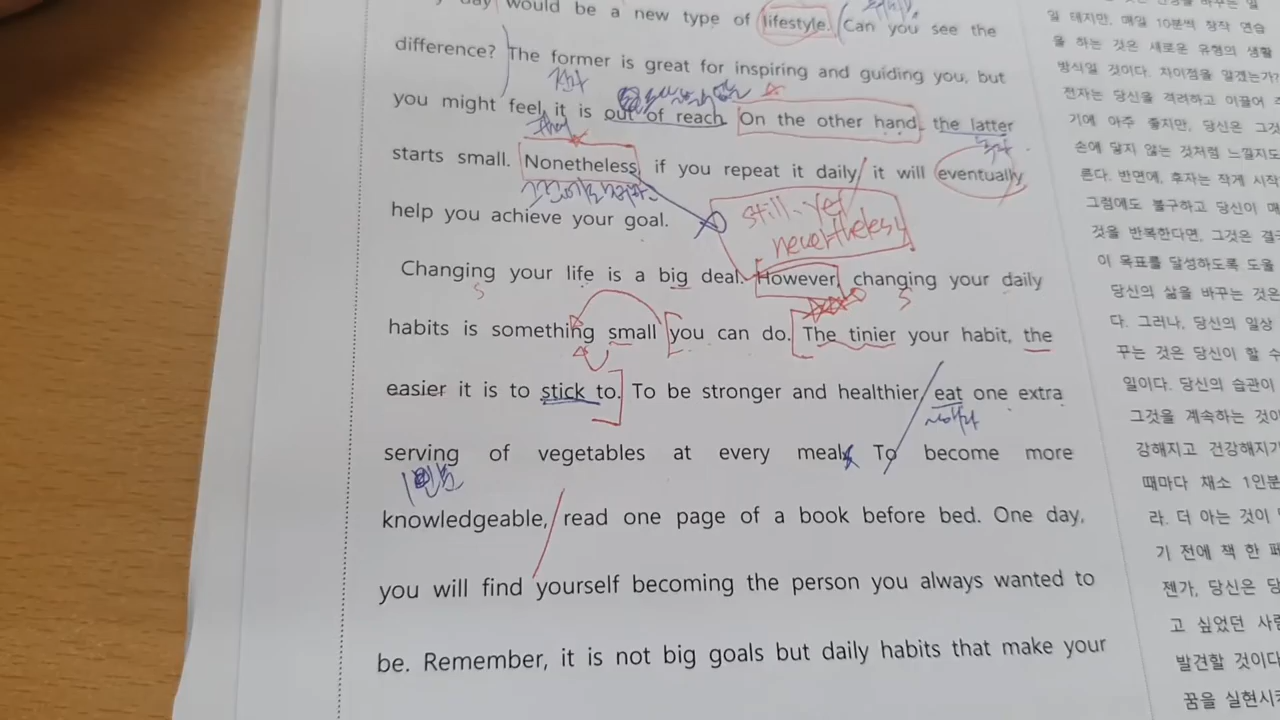 would be a new type of lifestyle. Can you see the
difference? The former is great for inspiring and guiding you, but
you might feel it is out of reach. On the other hand, the latter
starts small. Nonetheless, if you repeat it daily, it will eventually
help you achieve your goal.
still. yet
nevertheless
Changing your life is a big deal. However, changing your daily
S S
habits is something small you can do. The tinier your habit, the
easier it is to stick to. To be stronger and healthier, eat one extra
serving of vegetables at every meal. To become more
knowledgeable, read one page of a book before bed. One day,
you will find yourself becoming the person you always wanted to
be. Remember, it is not big goals but daily habits that make your
일 테지만, 매일 10분씩 창작 연습
을 하는 것은 새로운 유형의 생활
방식일 것이다. 차이점을 알겠는가?
전자는 당신을 격려하고 이끌어
기에 아주 좋지만, 당신은 그것
손에 닿지 않는 것처럼 느낄지도
른다. 반면에, 후자는 작게 시작
그럼에도 불구하고 당신이 매
것을 반복한다면, 그것은 결국
이 목표를 달성하도록 도울
당신의 삶을 바꾸는 것은
다. 그러나, 당신의 일상
꾸는 것은 당신이 할 수
일이다. 당신의 습관이
그것을 계속하는 것이
강해지고 건강해지기
때마다 채소 1인분
라. 더 아는 것이
기 전에 책 한 페
젠가, 당신은 당
고 싶었던 사람
발견할 것이다
꿈을 실현시키